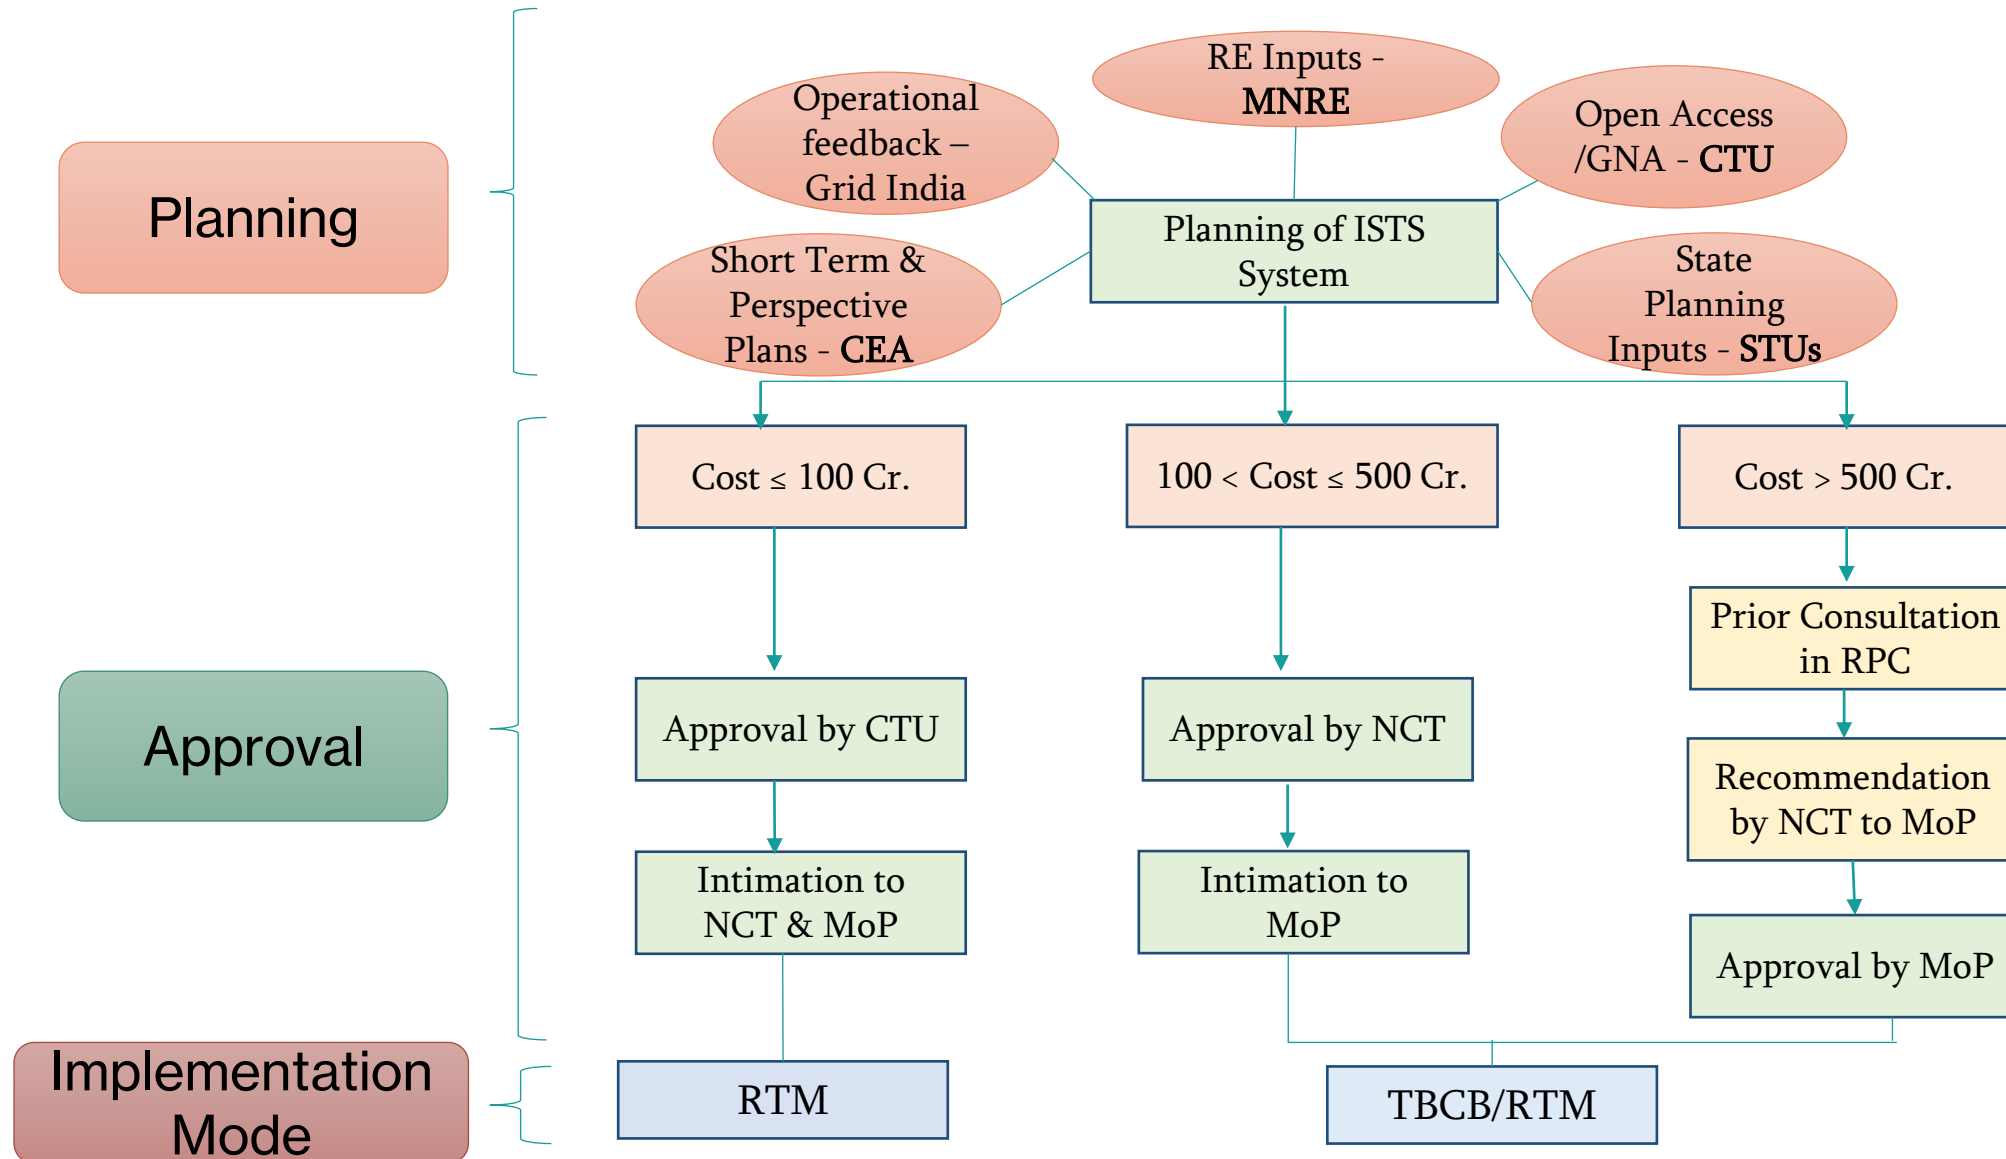 Planning
Operational
feedback –
Grid India
RE Inputs -
MNRE
Open Access
/GNA - CTU
Short Term &
Perspective
Plans - CEA
Planning of ISTS
System
State
Planning
Inputs - STUs
Approval
Cost ≤ 100 Cr.
100 < Cost ≤ 500 Cr.
Cost > 500 Cr.
Prior Consultation
in RPC
Approval by CTU
Approval by NCT
Recommendation
by NCT to MoP
Intimation to
NCT & MoP
Intimation to
MoP
Approval by MoP
Implementation
Mode
RTM
TBCB/RTM